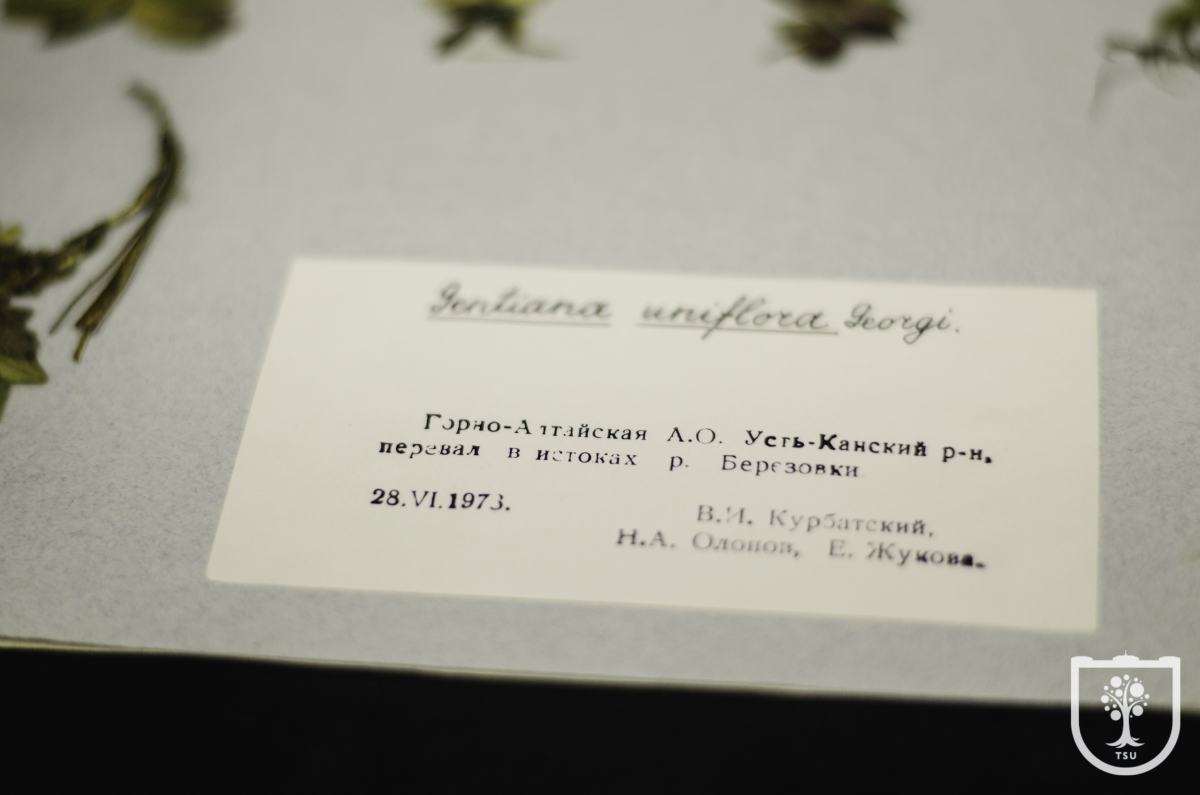 Gentiana uniflora Georgi.
Горно-Алтайская А.О. Усть-Канский р-н,
перевал в истоках р. Березовки.
28.VI.1973.
В.И. Курбатский,
Н.А. Олонов, Е. Жукова.
TSU